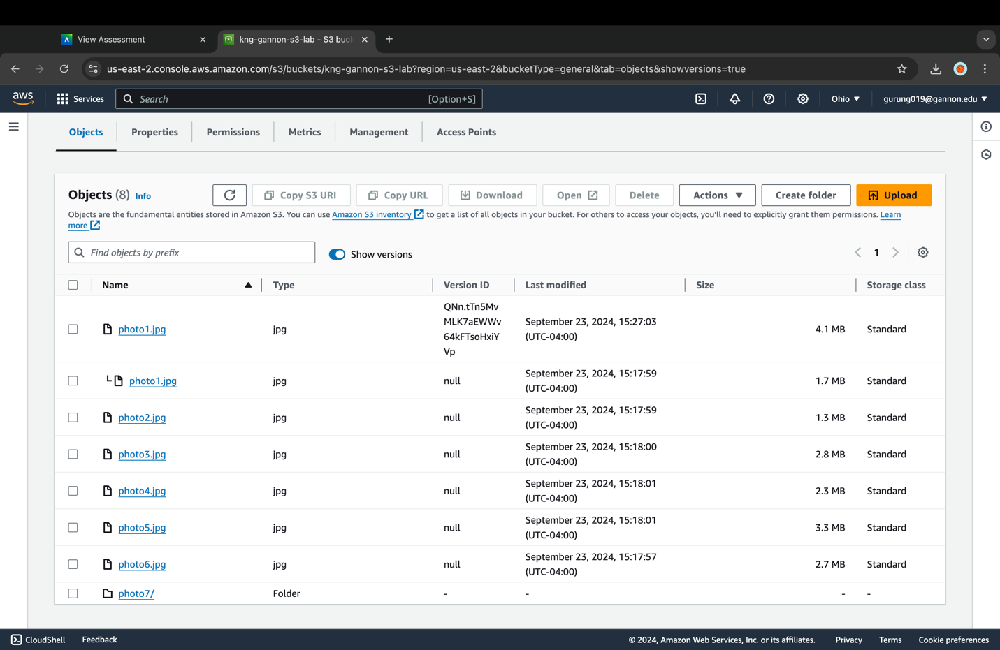 View Assessment
kng-gannon-s3-lab - S3 buc
us-east-2.console.aws.amazon.com/s3/buckets/kng-gannon-s3-lab?region=us-east-2&bucketType=general&tab=objects&showversions=true
aws
Services
Search
[Option+S]
Ohio
gurung019@gannon.edu
Objects
Properties
Permissions
Metrics
Management
Access Points
Objects (8) Info
Copy S3 URI
Copy URL
Download
Open
Delete
Actions
Create folder
Upload
Objects are the fundamental entities stored in Amazon S3. You can use Amazon S3 inventory to get a list of all objects in your bucket. For others to access your objects, you'll need to explicitly grant them permissions. Learn
more
Find objects by prefix
Show versions
1
Name
Type
Version ID
Last modified
Size
Storage class
photo1.jpg
jpg
QNn.tTn5Mv
MLK7aEWWv
64kFTsoHxiY
Vp
September 23, 2024, 15:27:03
(UTC-04:00)
4.1 MB
Standard
photo1.jpg
jpg
null
September 23, 2024, 15:17:59
(UTC-04:00)
1.7 MB
Standard
photo2.jpg
jpg
null
September 23, 2024, 15:17:59
(UTC-04:00)
1.3 MB
Standard
photo3.jpg
jpg
null
September 23, 2024, 15:18:00
(UTC-04:00)
2.8 MB
Standard
photo4.jpg
jpg
null
September 23, 2024, 15:18:01
(UTC-04:00)
2.3 MB
Standard
photo5.jpg
jpg
null
September 23, 2024, 15:18:01
(UTC-04:00)
3.3 MB
Standard
photo6.jpg
jpg
null
September 23, 2024, 15:17:57
(UTC-04:00)
2.7 MB
Standard
photo7/
Folder
-
-
-
-
CloudShell
Feedback
© 2024, Amazon Web Services, Inc. or its affiliates.
Privacy
Terms
Cookie preferences